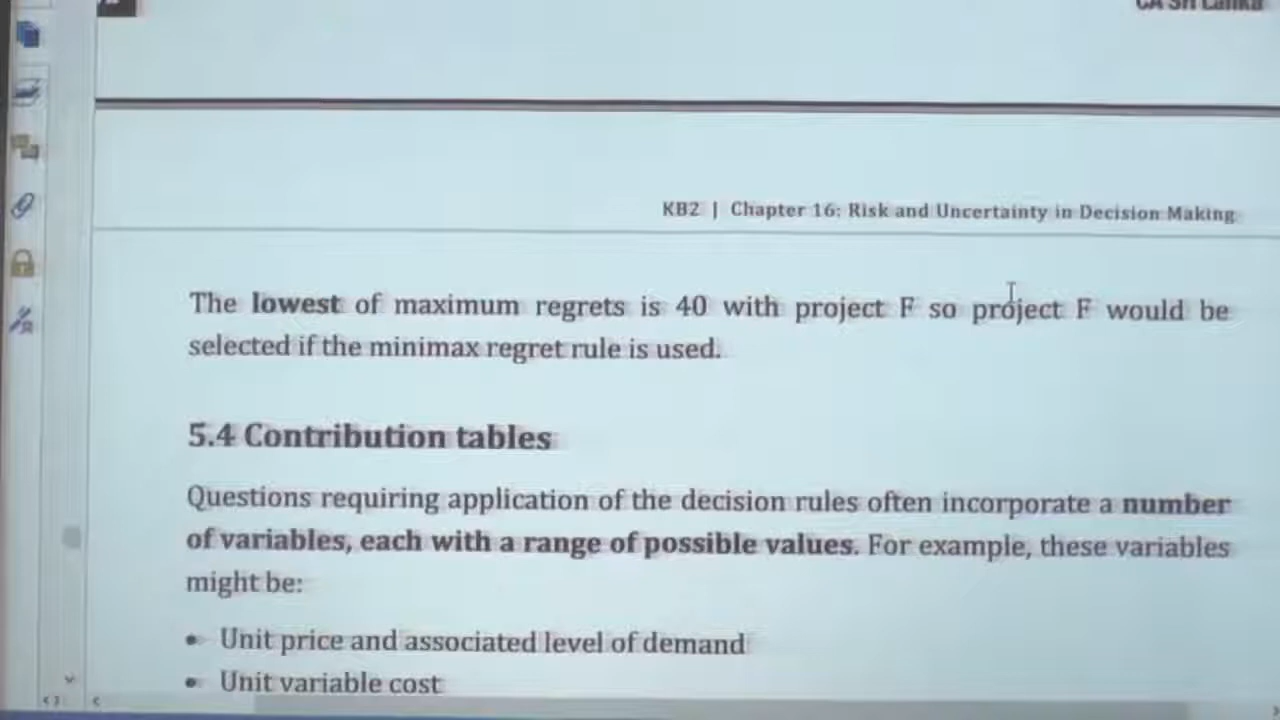 CA Sri Lanka
KB2 | Chapter 16: Risk and Uncertainty in Decision Making
The lowest of maximum regrets is 40 with project F so project F would be
selected if the minimax regret rule is used.
5.4 Contribution tables
Questions requiring application of the decision rules often incorporate a number
of variables, each with a range of possible values. For example, these variables
might be:
• Unit price and associated level of demand
• Unit variable cost